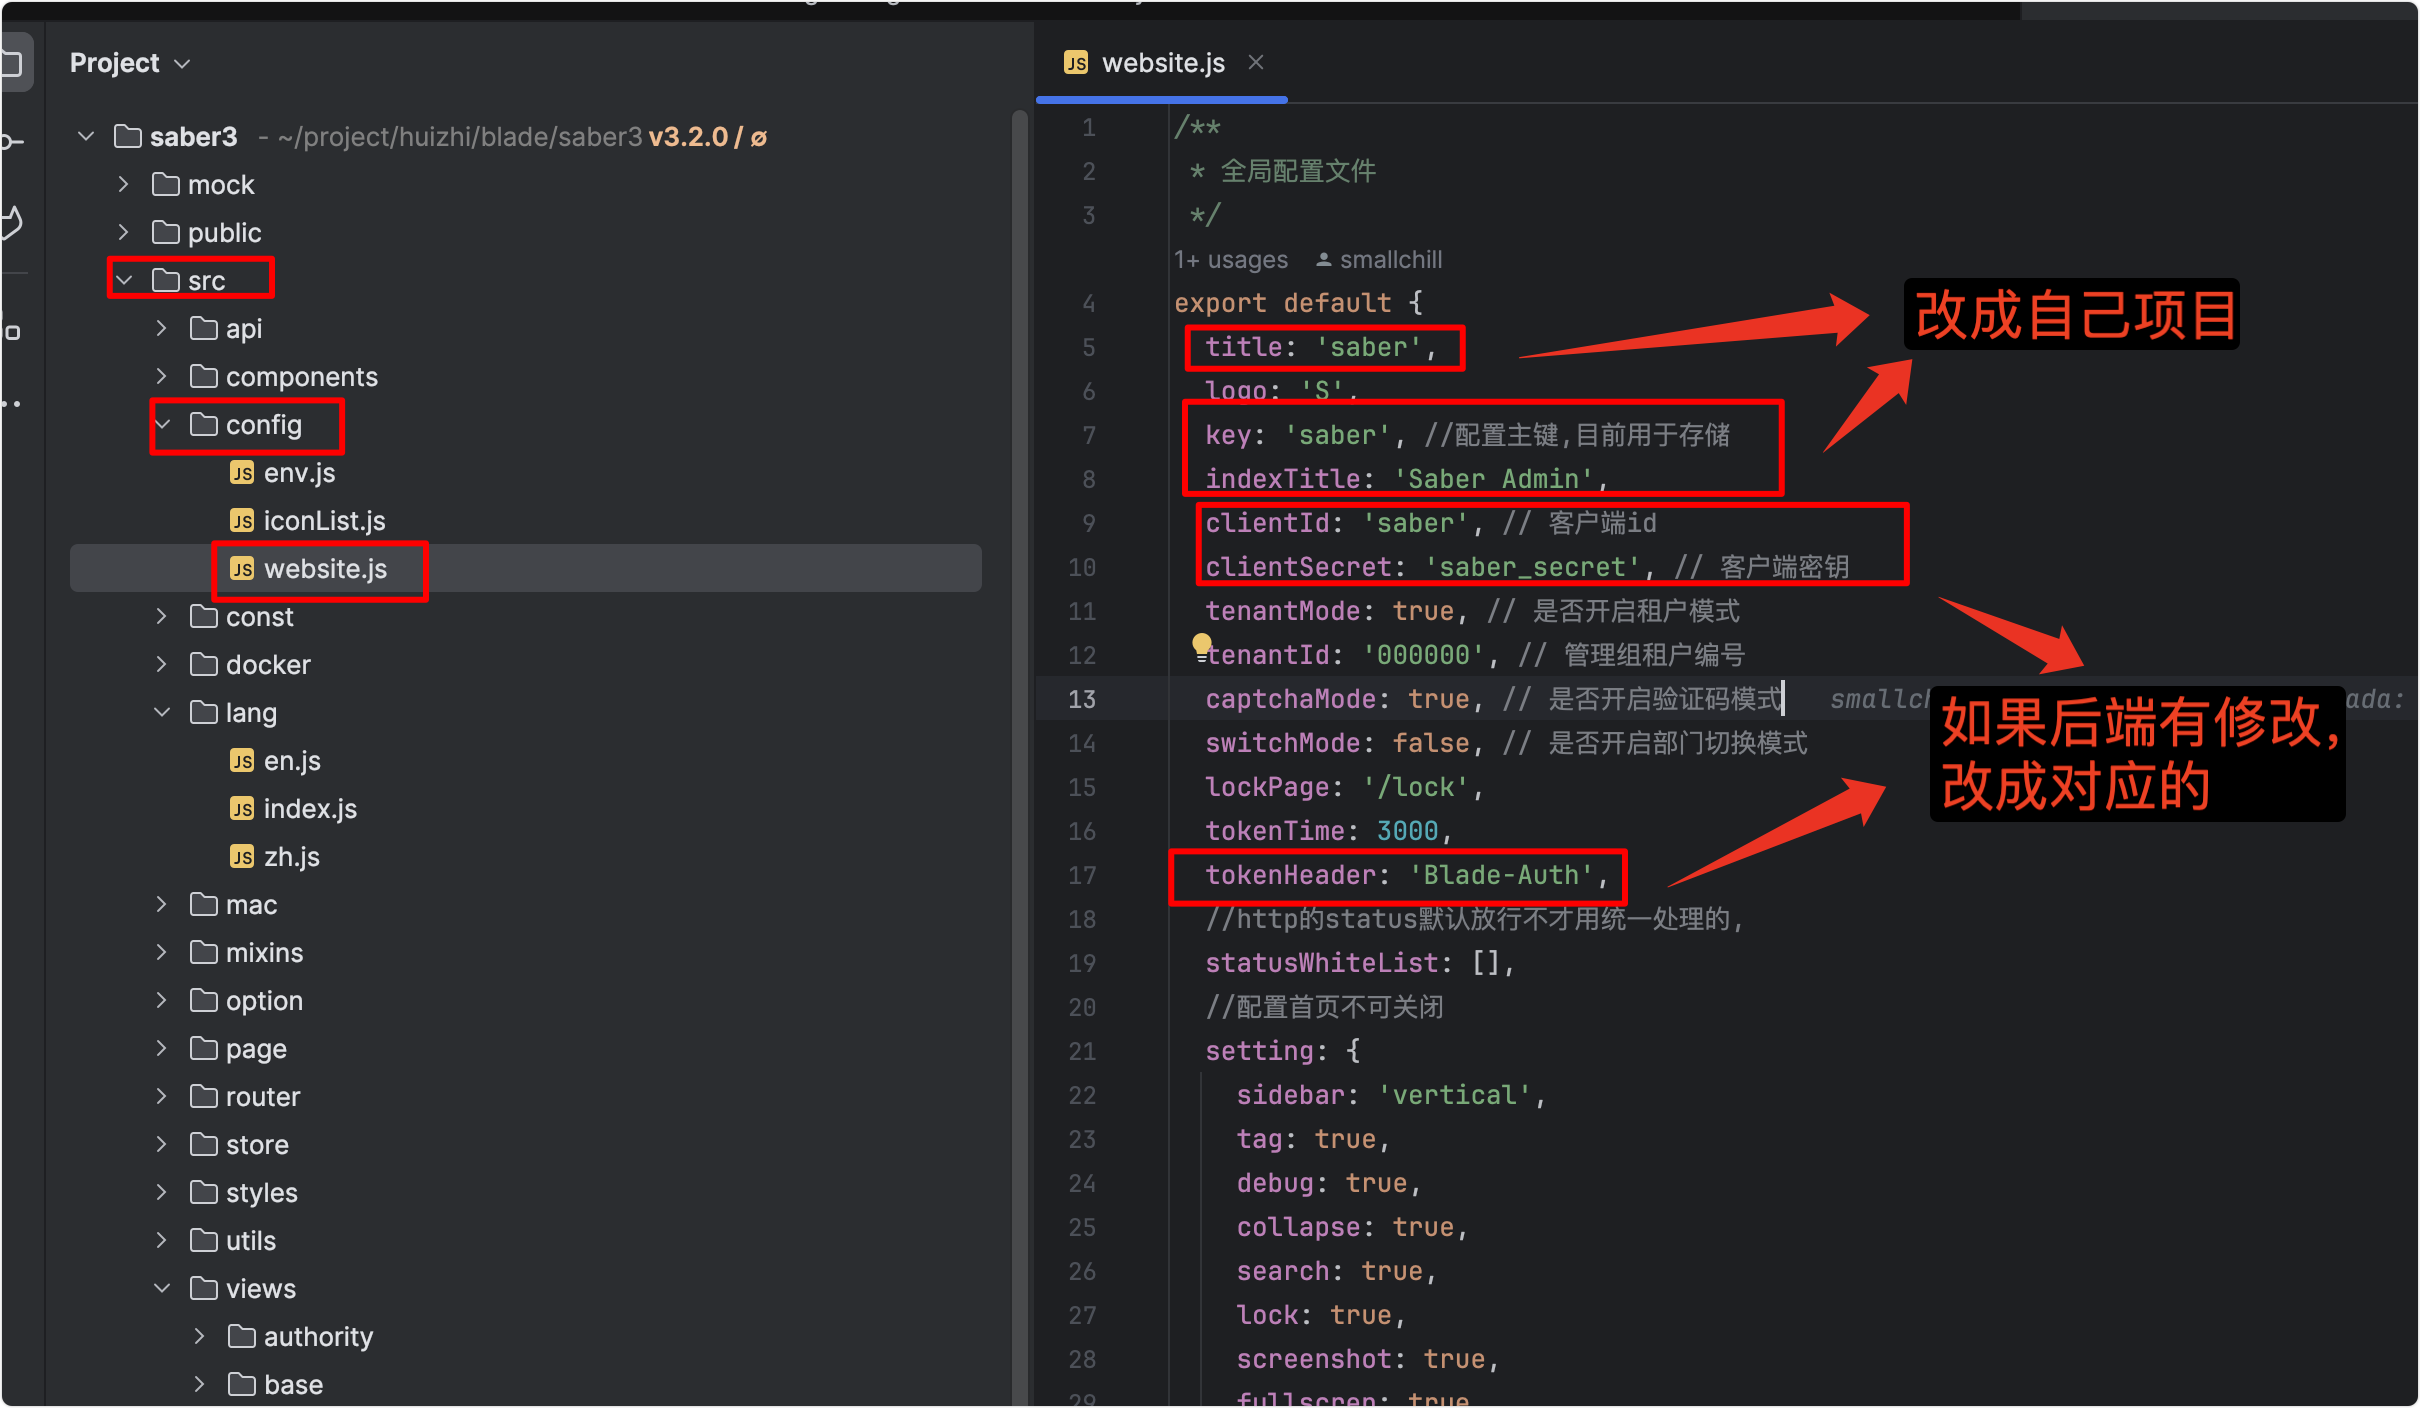 Project
saber3 - ~/project/huizhi/blade/saber3 v3.2.0 / ø
mock
public
src
api
components
config
env.js
iconList.js
website.js
const
docker
lang
en.js
index.js
zh.js
mac
mixins
option
page
router
store
styles
utils
views
authority
base
website.js
1 /**
2 * 全局配置文件
3 */
1+ usages smallchill
4 export default {
5 title: 'saber',
6 logo: 'S',
7 key: 'saber', //配置主键,目前用于存储
8 indexTitle: 'Saber Admin',
9 clientId: 'saber', // 客户端id
10 clientSecret: 'saber_secret', // 客户端密钥
11 tenantMode: true, // 是否开启租户模式
12 tenantId: '000000', // 管理组租户编号
13 captchaMode: true, // 是否开启验证码模式
14 switchMode: false, // 是否开启部门切换模式
15 lockPage: '/lock',
16 tokenTime: 3000,
17 tokenHeader: 'Blade-Auth',
18 //http的status默认放行不才用统一处理的,
19 statusWhiteList: [],
20 //配置首页不可关闭
21 setting: {
22 sidebar: 'vertical',
23 tag: true,
24 debug: true,
25 collapse: true,
26 search: true,
27 lock: true,
28 screenshot: true,
29 fullscren: true
改成自己项目
如果后端有修改,
改成对应的